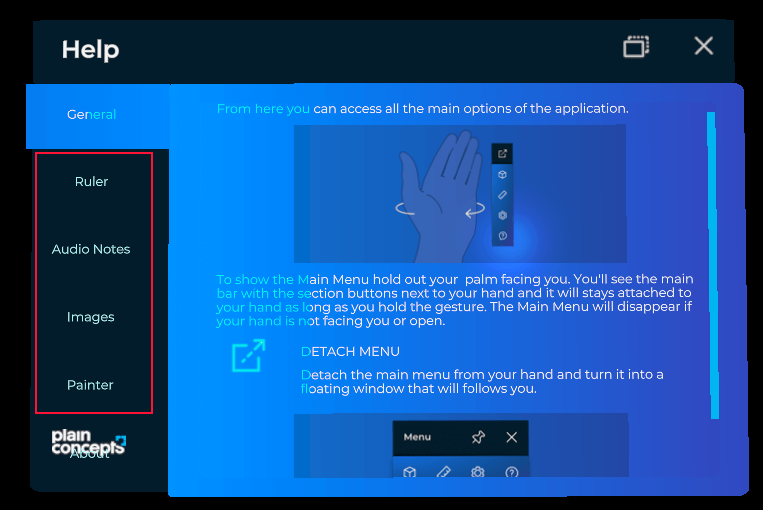 Help
General
Ruler
Audio Notes
Images
Painter
plain
concepts
About
From here you can access all the main options of the application.
To show the Main Menu hold out your palm facing you. You'll see the main
bar with the section buttons next to your hand and it will stays attached to
your hand as long as you hold the gesture. The Main Menu will disappear if
your hand is not facing you or open.
DETACH MENU
Detach the main menu from your hand and turn it into a
floating window that will follows you.
Menu